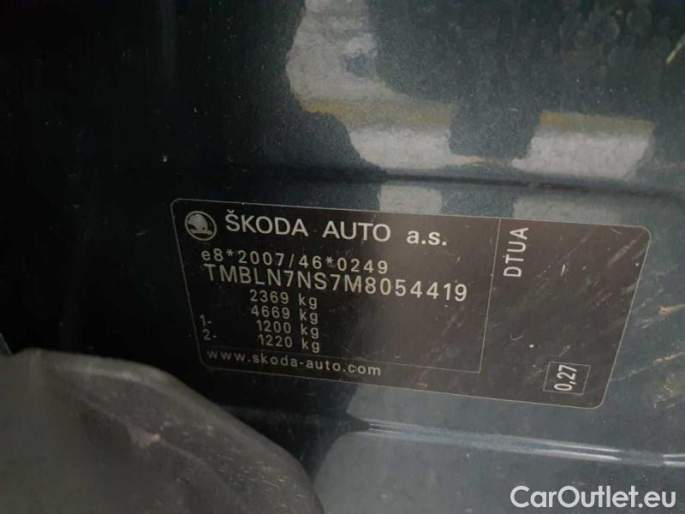 ŠKODA AUTO a.s.
e8*2007/46*0249
TMBLN7NS7M8054419
2369 kg
4669 kg
1- 1200 kg
2- 1220 kg
www.skoda-auto.com
DTUA
0,27
CarOutlet.eu